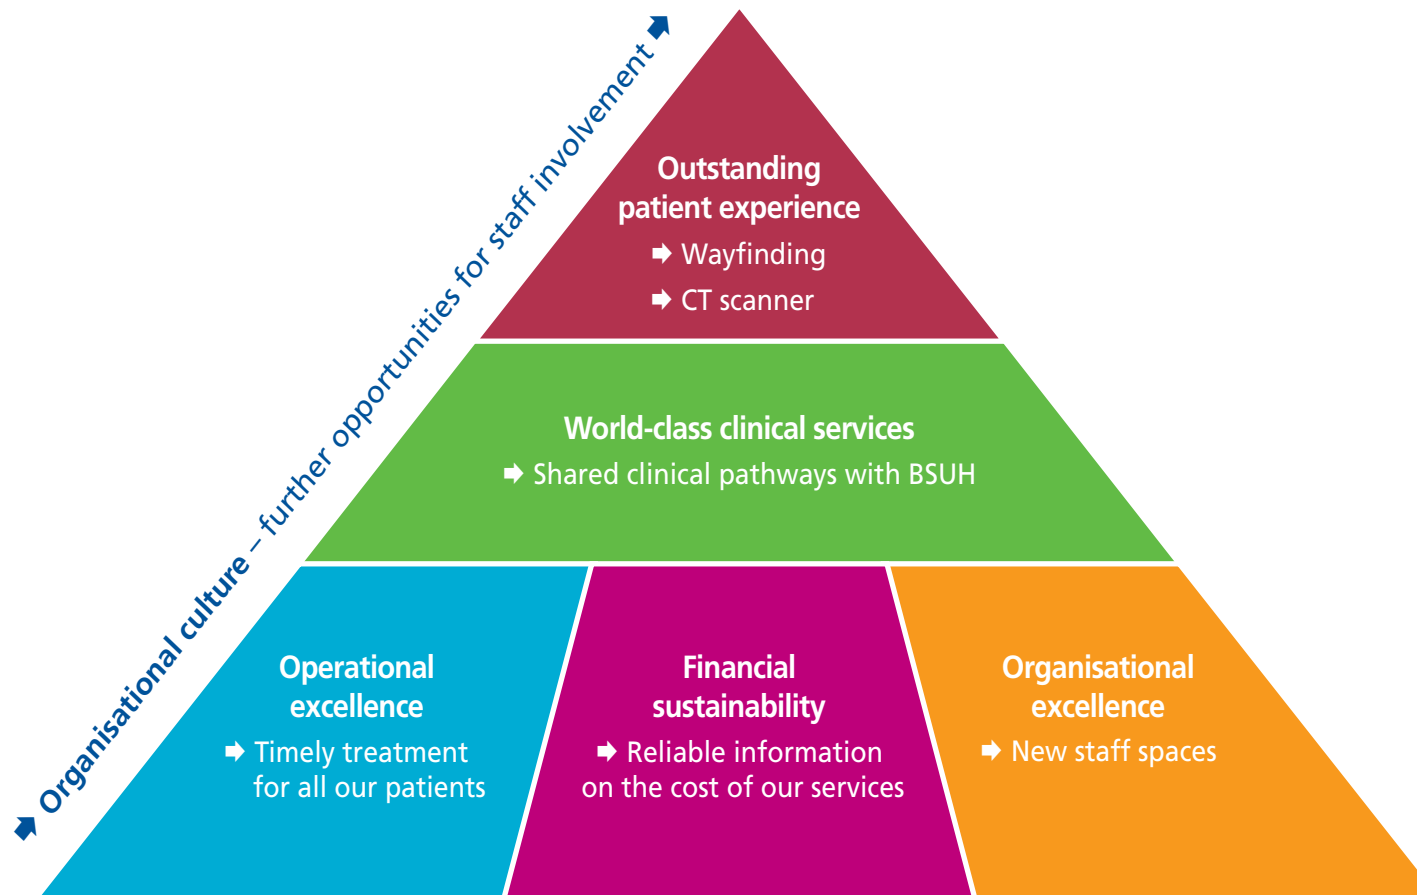 ➡ Organisational culture – further opportunities for staff involvement ➡
Outstanding
patient experience
➡ Wayfinding
➡ CT scanner
World-class clinical services
➡ Shared clinical pathways with BSUH
Operational
excellence
➡ Timely treatment
for all our patients
Financial
sustainability
➡ Reliable information
on the cost of our services
Organisational
excellence
➡ New staff spaces